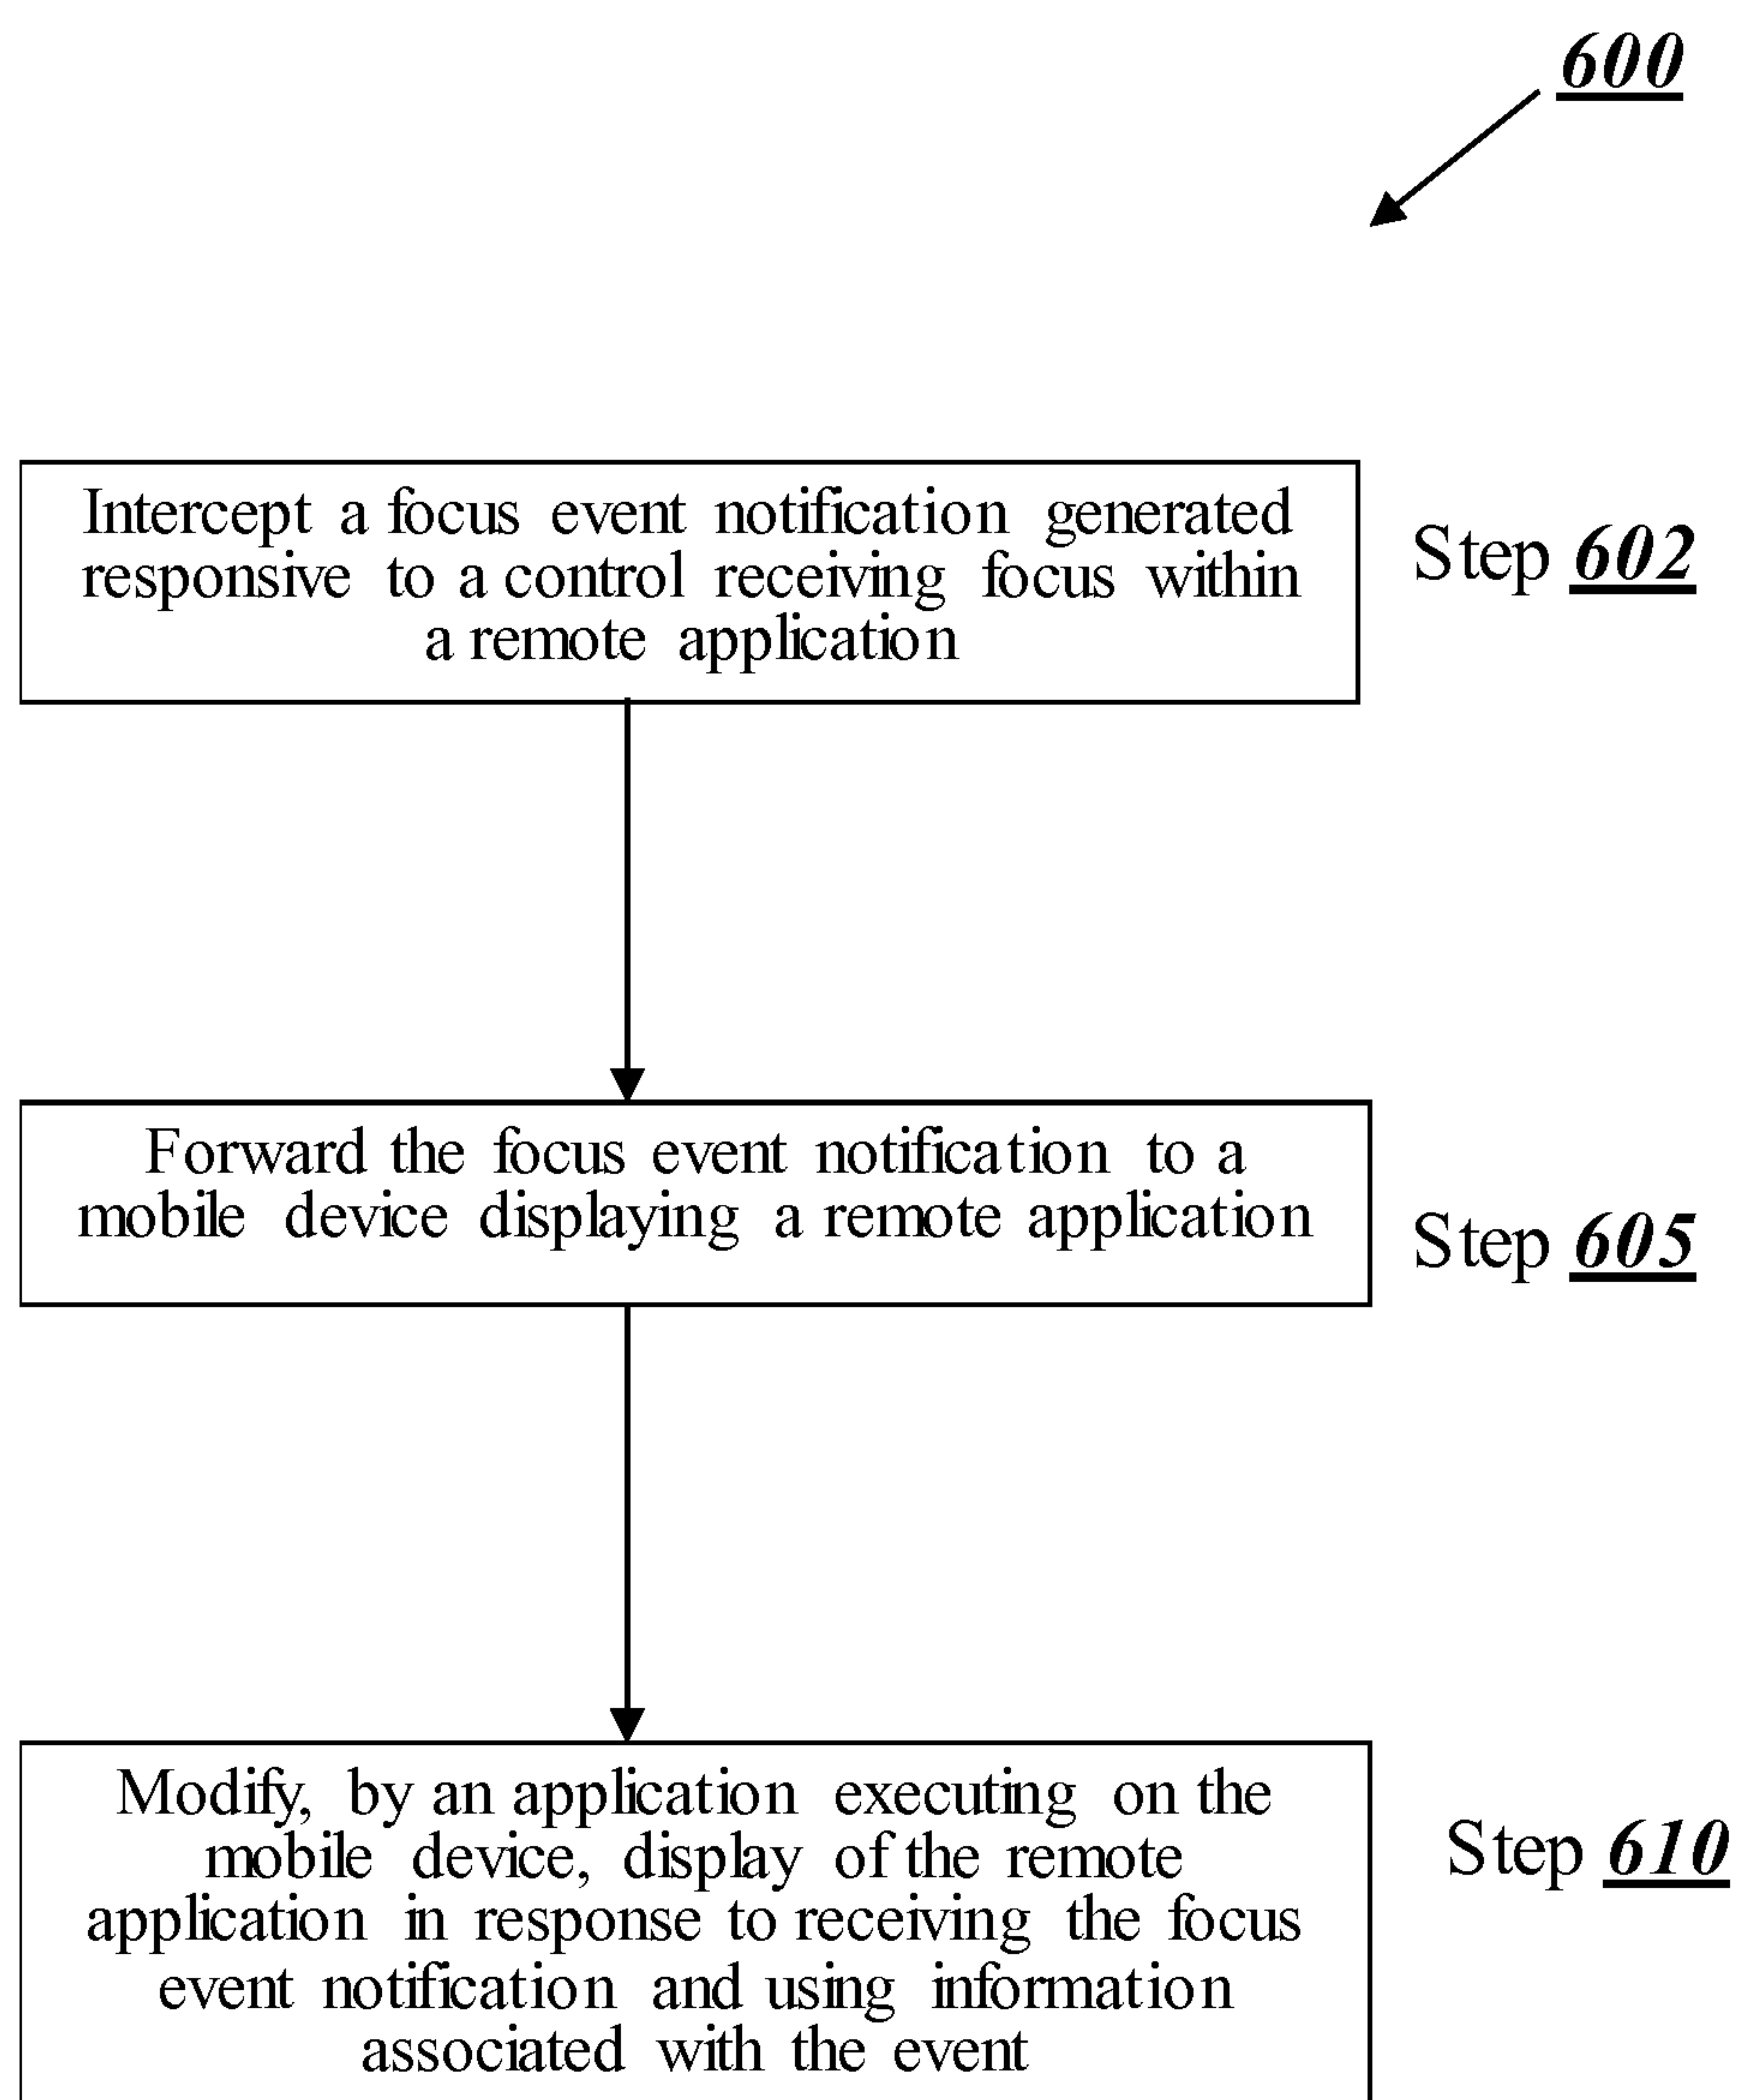 600
Intercept a focus event notification generated
responsive to a control receiving focus within
a remote application
Step 602
Forward the focus event notification to a
mobile device displaying a remote application
Step 605
Modify, by an application executing on the
mobile device, display of the remote
application in response to receiving the focus
event notification and using information
associated with the event
Step 610